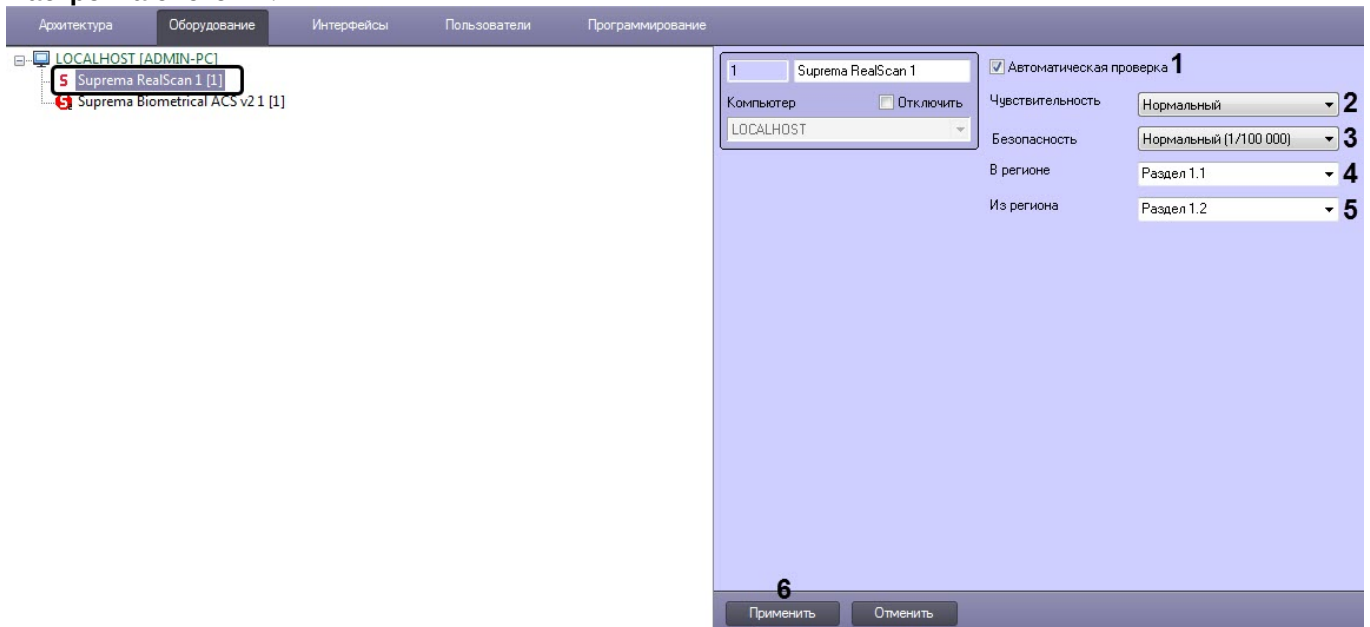 Архитектура Оборудование Интерфейсы Пользователи Программирование
LOCALHOST [ADMIN-PC]
Suprema RealScan 1 [1]
Suprema Biometrical ACS v2 1 [1]
1 Suprema RealScan 1
Компьютер Отключить
LOCALHOST
Автоматическая проверка 1
Чувствительность Нормальный 2
Безопасность Нормальный (1/100 000) 3
В регионе Раздел 1.1 4
Из региона Раздел 1.2 5
6
Применить Отменить